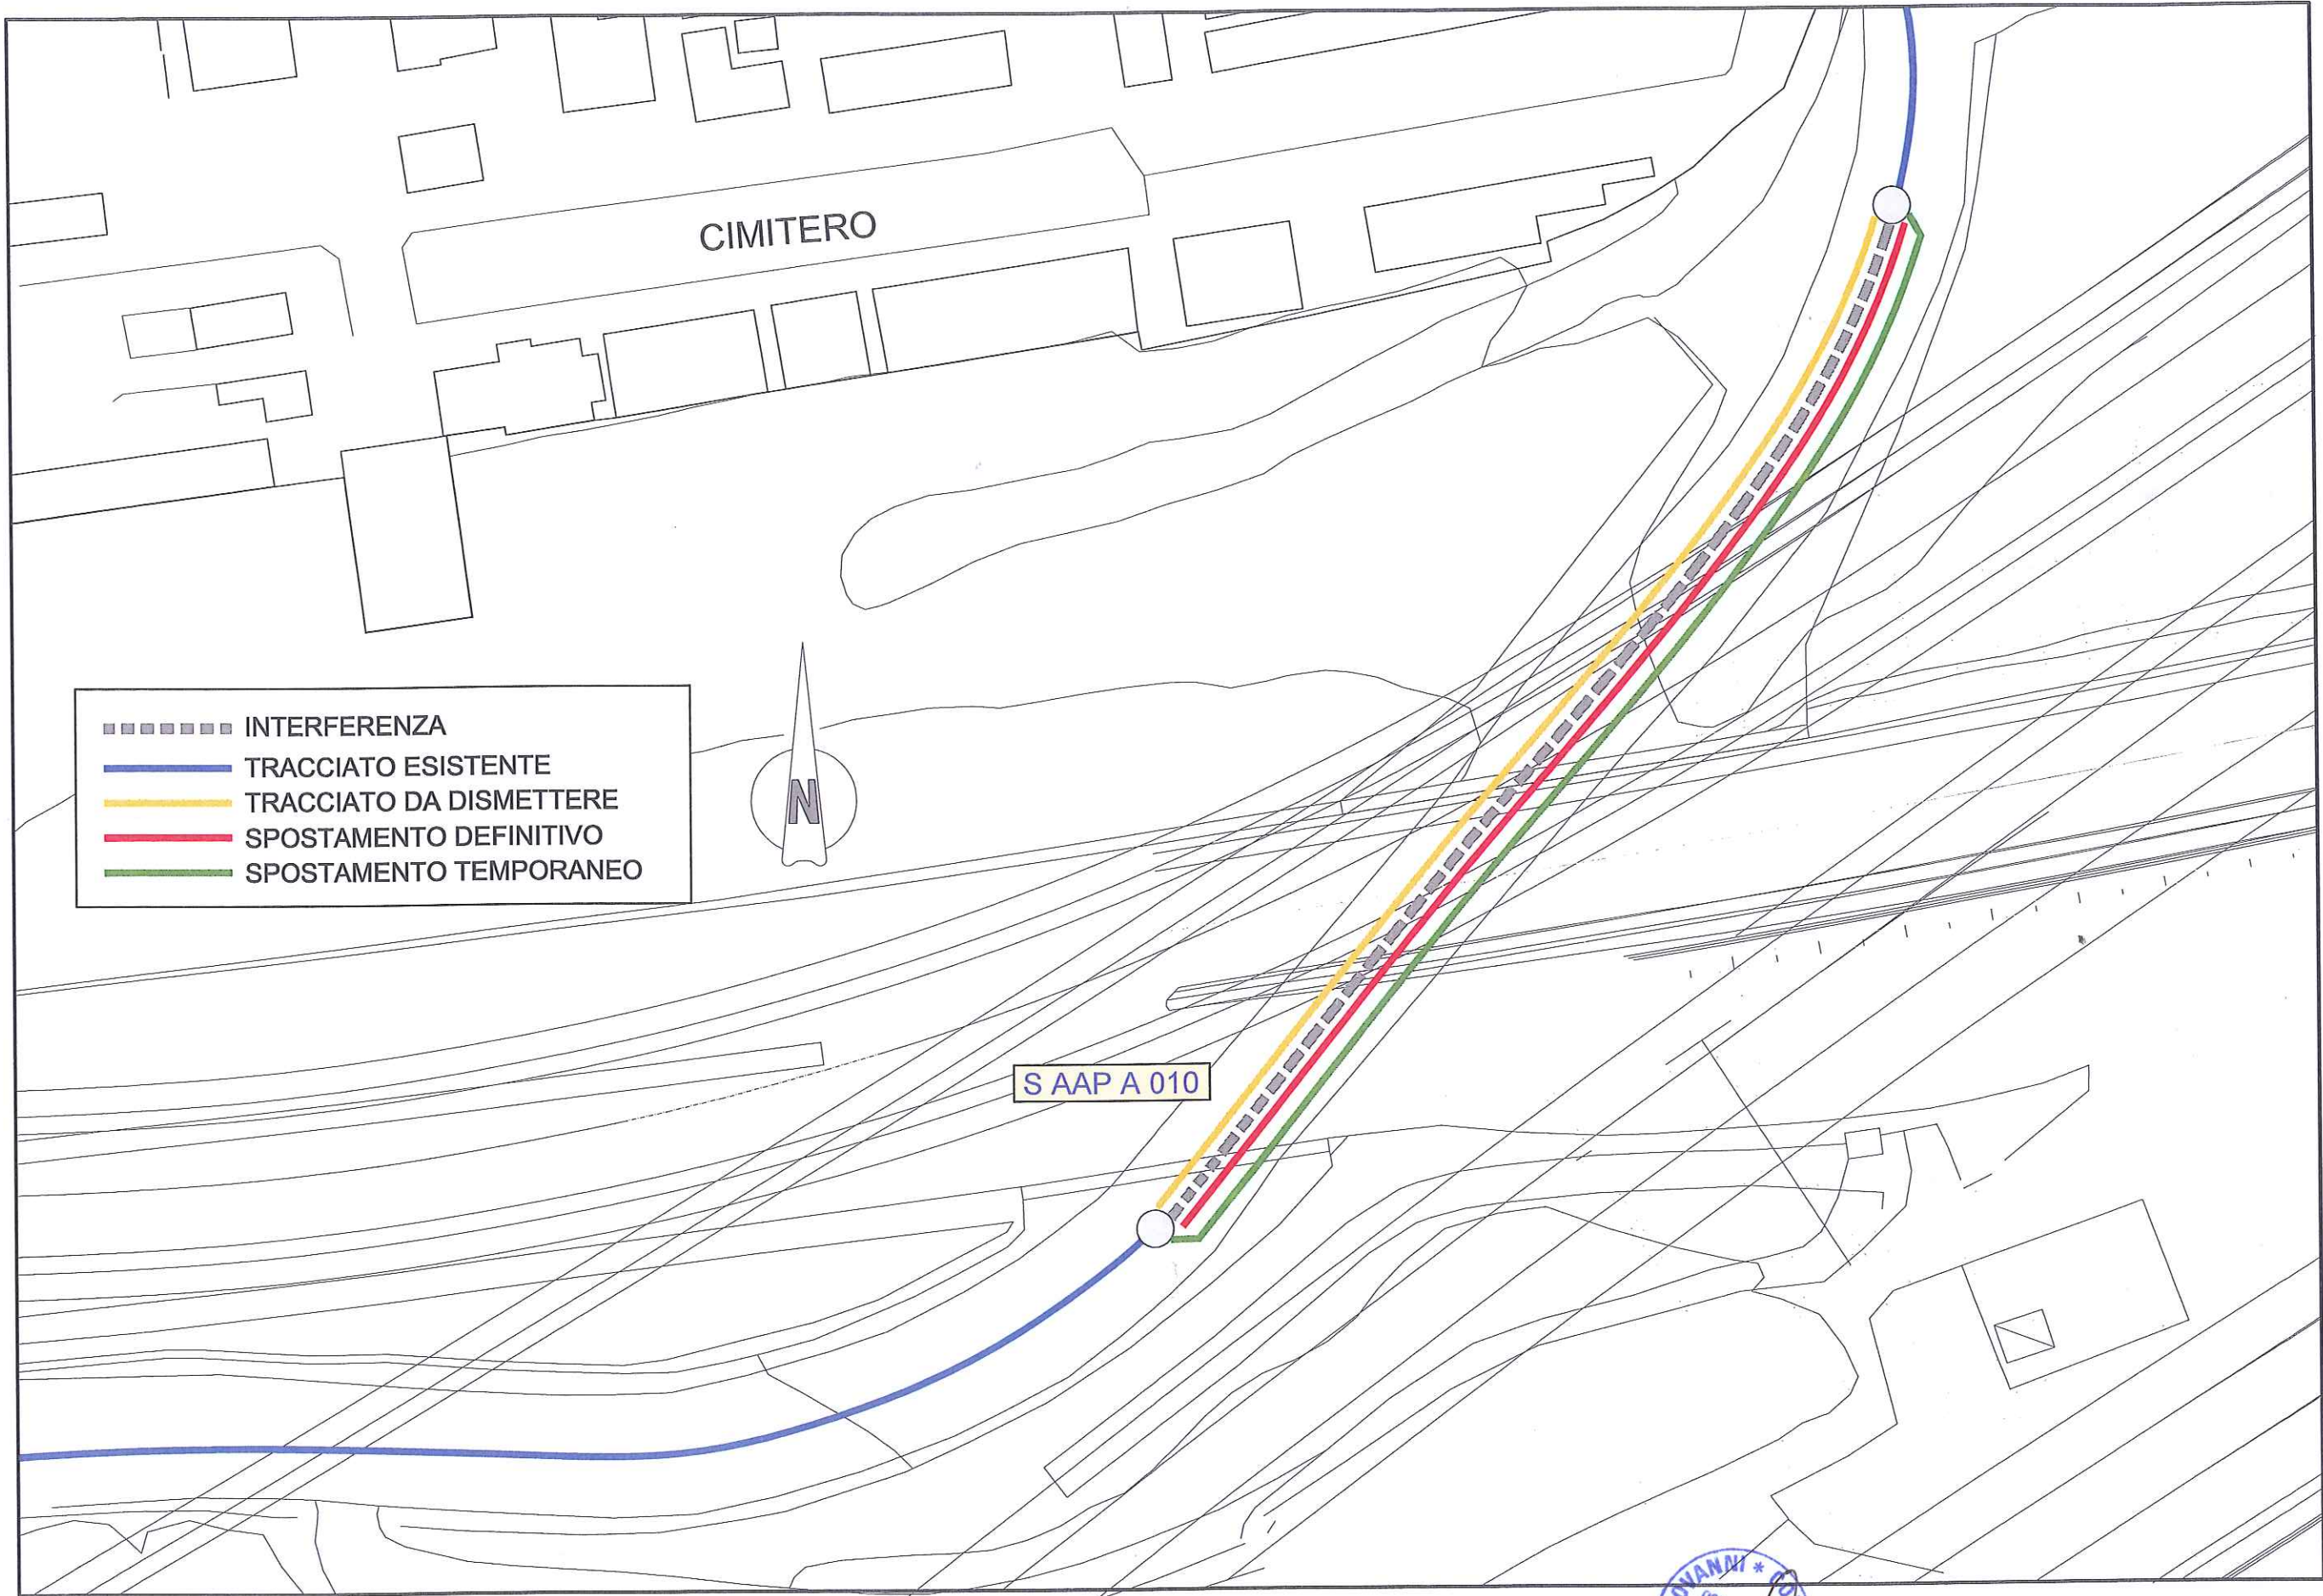 CIMITERO
INTERFERENZA
TRACCIATO ESISTENTE
TRACCIATO DA DISMETTERE
SPOSTAMENTO DEFINITIVO
SPOSTAMENTO TEMPORANEO
N
S AAP A 010